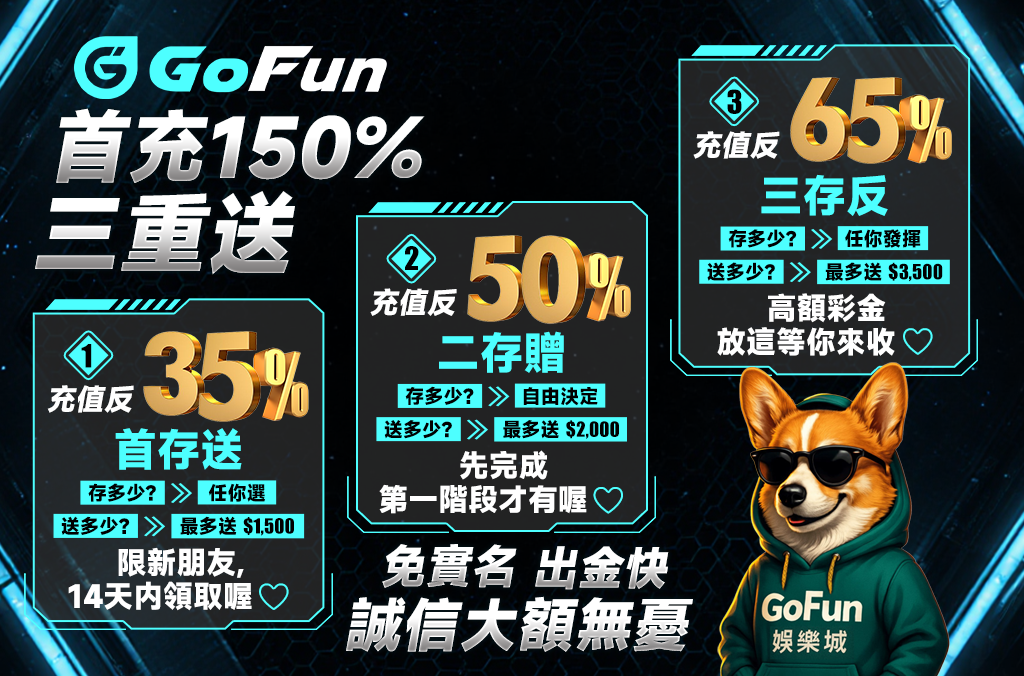 GoFun
首充150%
三重送
1
充值反 35%
首存送
存多少? >> 任你選
送多少? >> 最多送 $1,500
限新朋友,
14天内領取喔♡
2
充值反 50%
二存贈
存多少? >> 自由決定
送多少? >> 最多送 $2,000
先完成
第一階段才有喔♡
3
充值反 65%
三存反
存多少? >> 任你發揮
送多少? >> 最多送 $3,500
高額彩金
放這等你來收♡
免實名 出金快
誠信大額無憂
GoFun
娛樂城